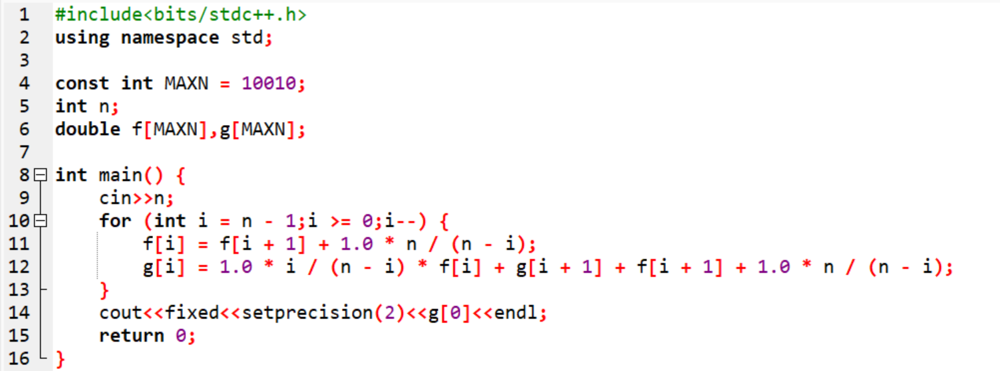 1 #include<bits/stdc++.h>
2 using namespace std;
3
4 const int MAXN = 10010;
5 int n;
6 double f[MAXN],g[MAXN];
7
8 int main() {
9     cin>>n;
10     for (int i = n - 1;i >= 0;i--) {
11         f[i] = f[i + 1] + 1.0 * n / (n - i);
12         g[i] = 1.0 * i / (n - i) * f[i] + g[i + 1] + f[i + 1] + 1.0 * n / (n - i);
13     }
14     cout<<fixed<<setprecision(2)<<g[0]<<endl;
15     return 0;
16 }